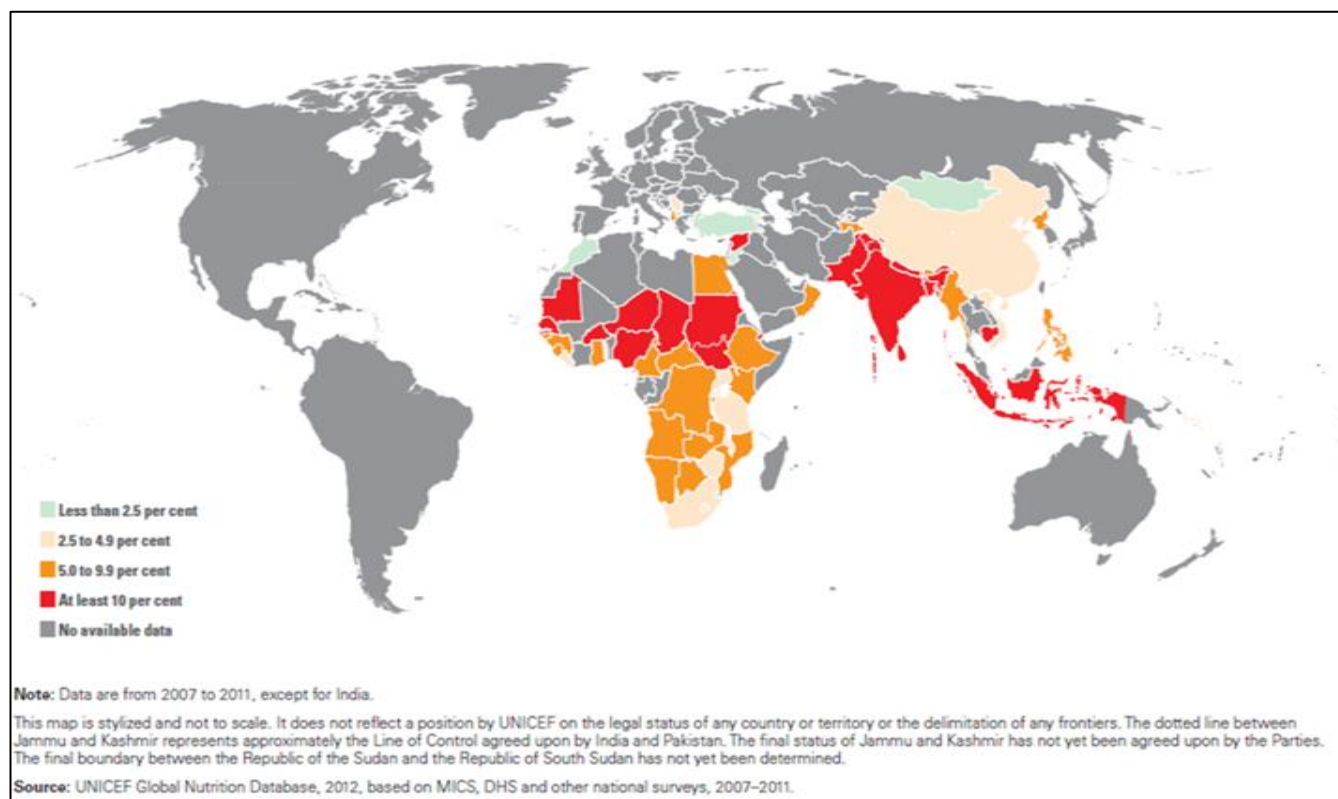 Less than 2.5 per cent
2.5 to 4.9 per cent
5.0 to 9.9 per cent
At least 10 per cent
No available data
Note: Data are from 2007 to 2011, except for India.
This map is stylized and not to scale. It does not reflect a position by UNICEF on the legal status of any country or territory or the delimitation of any frontiers. The dotted line between
Jammu and Kashmir represents approximately the Line of Control agreed upon by India and Pakistan. The final status of Jammu and Kashmir has not yet been agreed upon by the Parties.
The final boundary between the Republic of the Sudan and the Republic of South Sudan has not yet been determined.
Source: UNICEF Global Nutrition Database, 2012, based on MICS, DHS and other national surveys, 2007–2011.